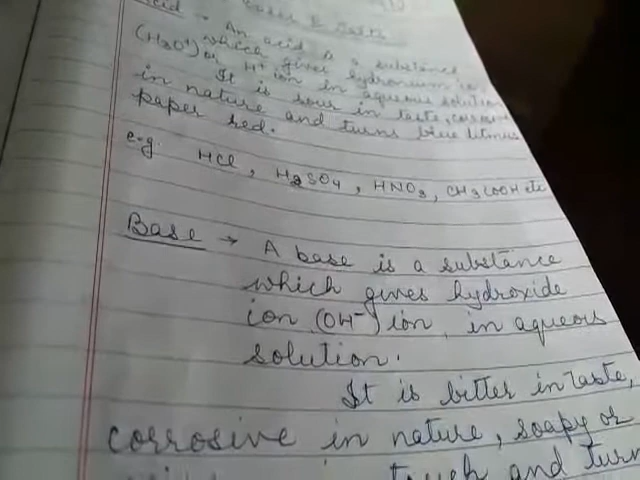 Acid → An acid is a substance
which gives hydronium ion
(H3O+) or H+ ion in aqueous solution
It is sour in taste, corrosive
in nature and turns blue litmus
paper red.
e.g. HCl, H2SO4, HNO3, CH3COOH etc
Base → A base is a substance
which gives hydroxide
ion (OH-) ion in aqueous
solution.
It is bitter in taste,
corrosive in nature, soapy or
touch and turn